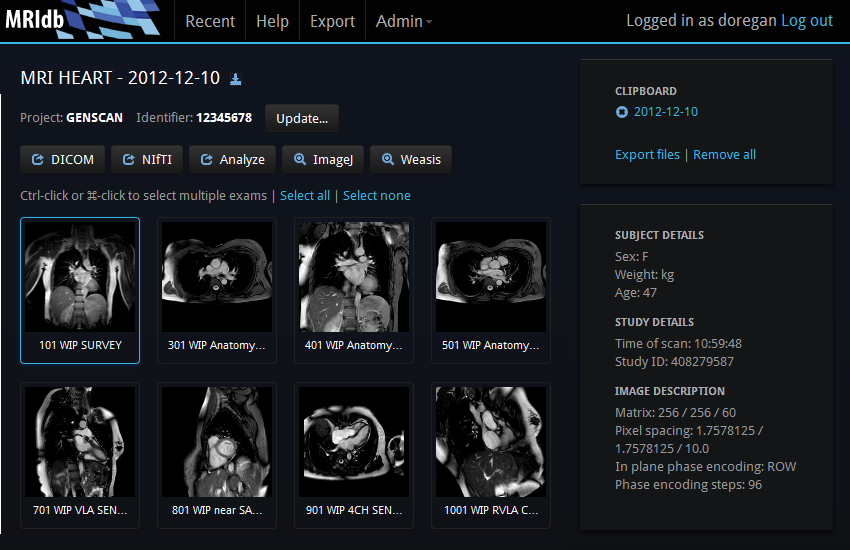 MRIdb
Recent
Help
Export
Admin
Logged in as doregan Log out
MRI HEART - 2012-12-10
Project: GENSCAN Identifier: 12345678 Update...
DICOM
NIfTI
Analyze
ImageJ
Weasis
Ctrl-click or ⌘-click to select multiple exams | Select all | Select none
101 WIP SURVEY
301 WIP Anatomy...
401 WIP Anatomy...
501 WIP Anatomy...
701 WIP VLA SEN...
801 WIP near SA...
901 WIP 4CH SEN...
1001 WIP RVLA C...
CLIPBOARD
2012-12-10
Export files | Remove all
SUBJECT DETAILS
Sex: F
Weight: kg
Age: 47
STUDY DETAILS
Time of scan: 10:59:48
Study ID: 408279587
IMAGE DESCRIPTION
Matrix: 256 / 256 / 60
Pixel spacing: 1.7578125 /
1.7578125 / 10.0
In plane phase encoding: ROW
Phase encoding steps: 96